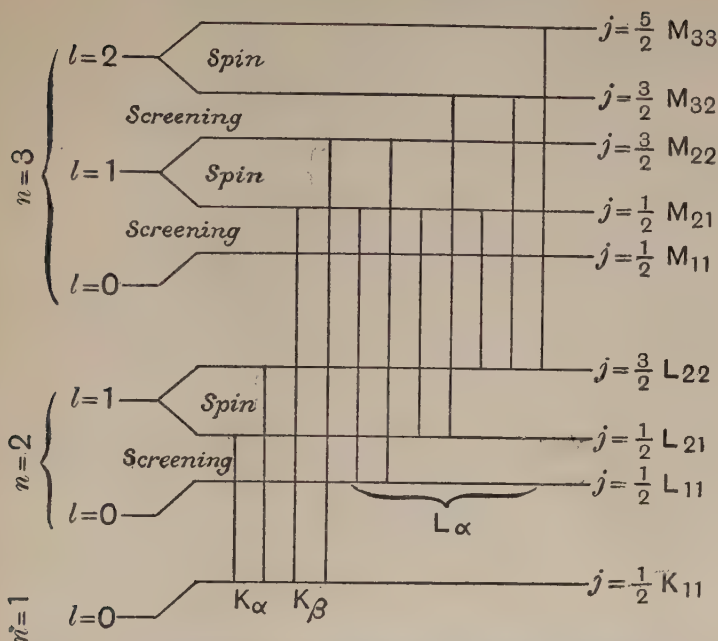 j=5/2 M33
l=2
Spin
j=3/2 M32
Screening
j=3/2 M22
n=3
l=1
Spin
j=1/2 M21
Screening
j=1/2 M11
l=0
j=3/2 L22
l=1
Spin
n=2
j=1/2 L21
Screening
j=1/2 L11
l=0
Lα
j=1/2 K11
n=1
l=0
Kα Kβ